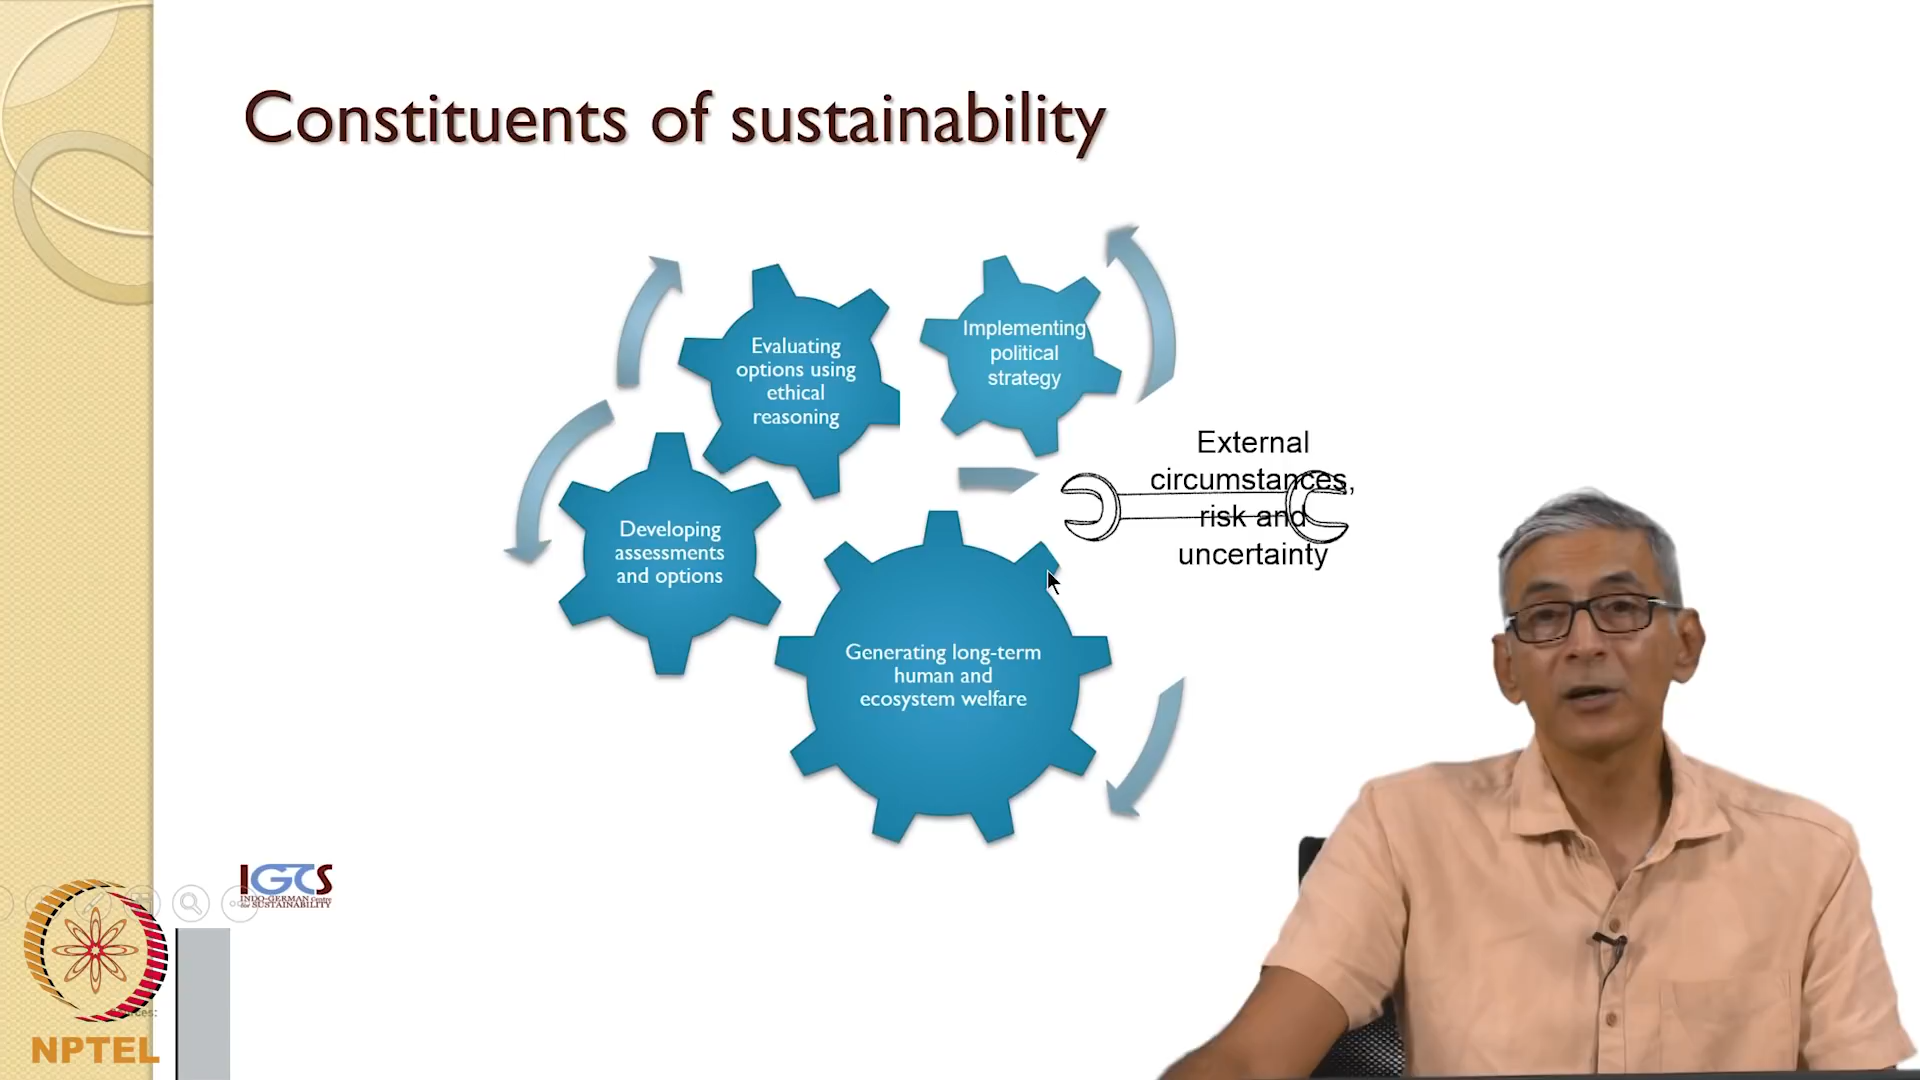 Constituents of sustainability
Evaluating
options using
ethical
reasoning
Implementing
political
strategy
External
circumstances,
risk and
uncertainty
Developing
assessments
and options
Generating long-term
human and
ecosystem welfare
IGCS
INDO-GERMAN Centre
for SUSTAINABILITY
NPTEL